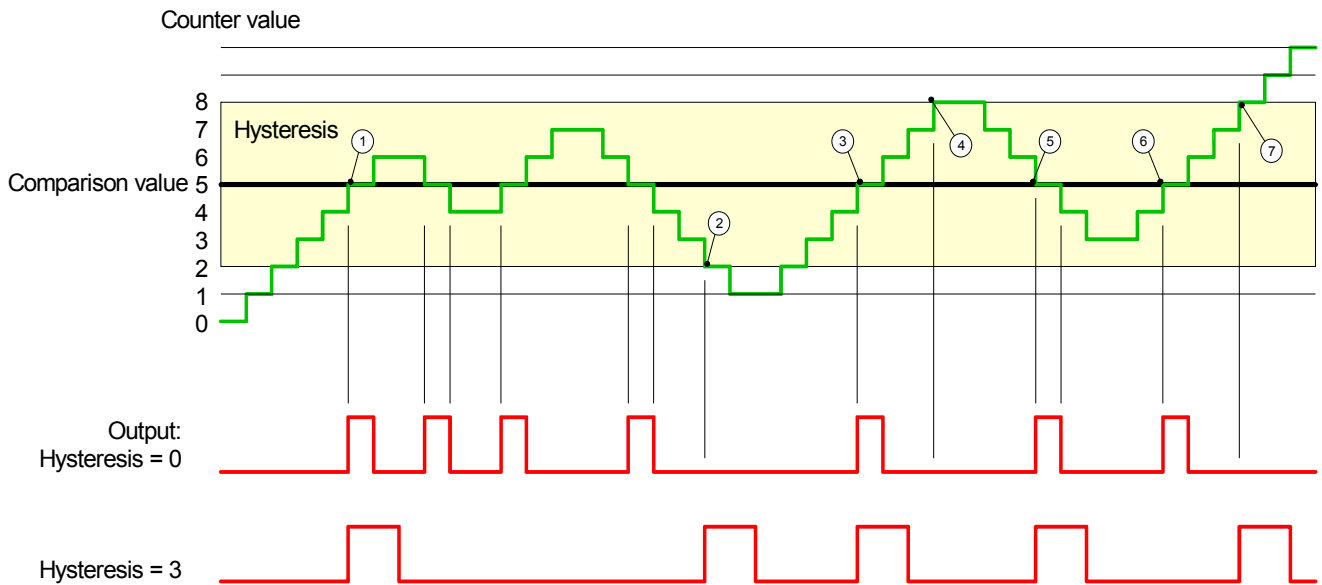 Counter value
8
7
Hysteresis
6
Comparison value 5
4
3
2
1
0
1
2
3
4
5
6
7
Output:
Hysteresis = 0
Hysteresis = 3